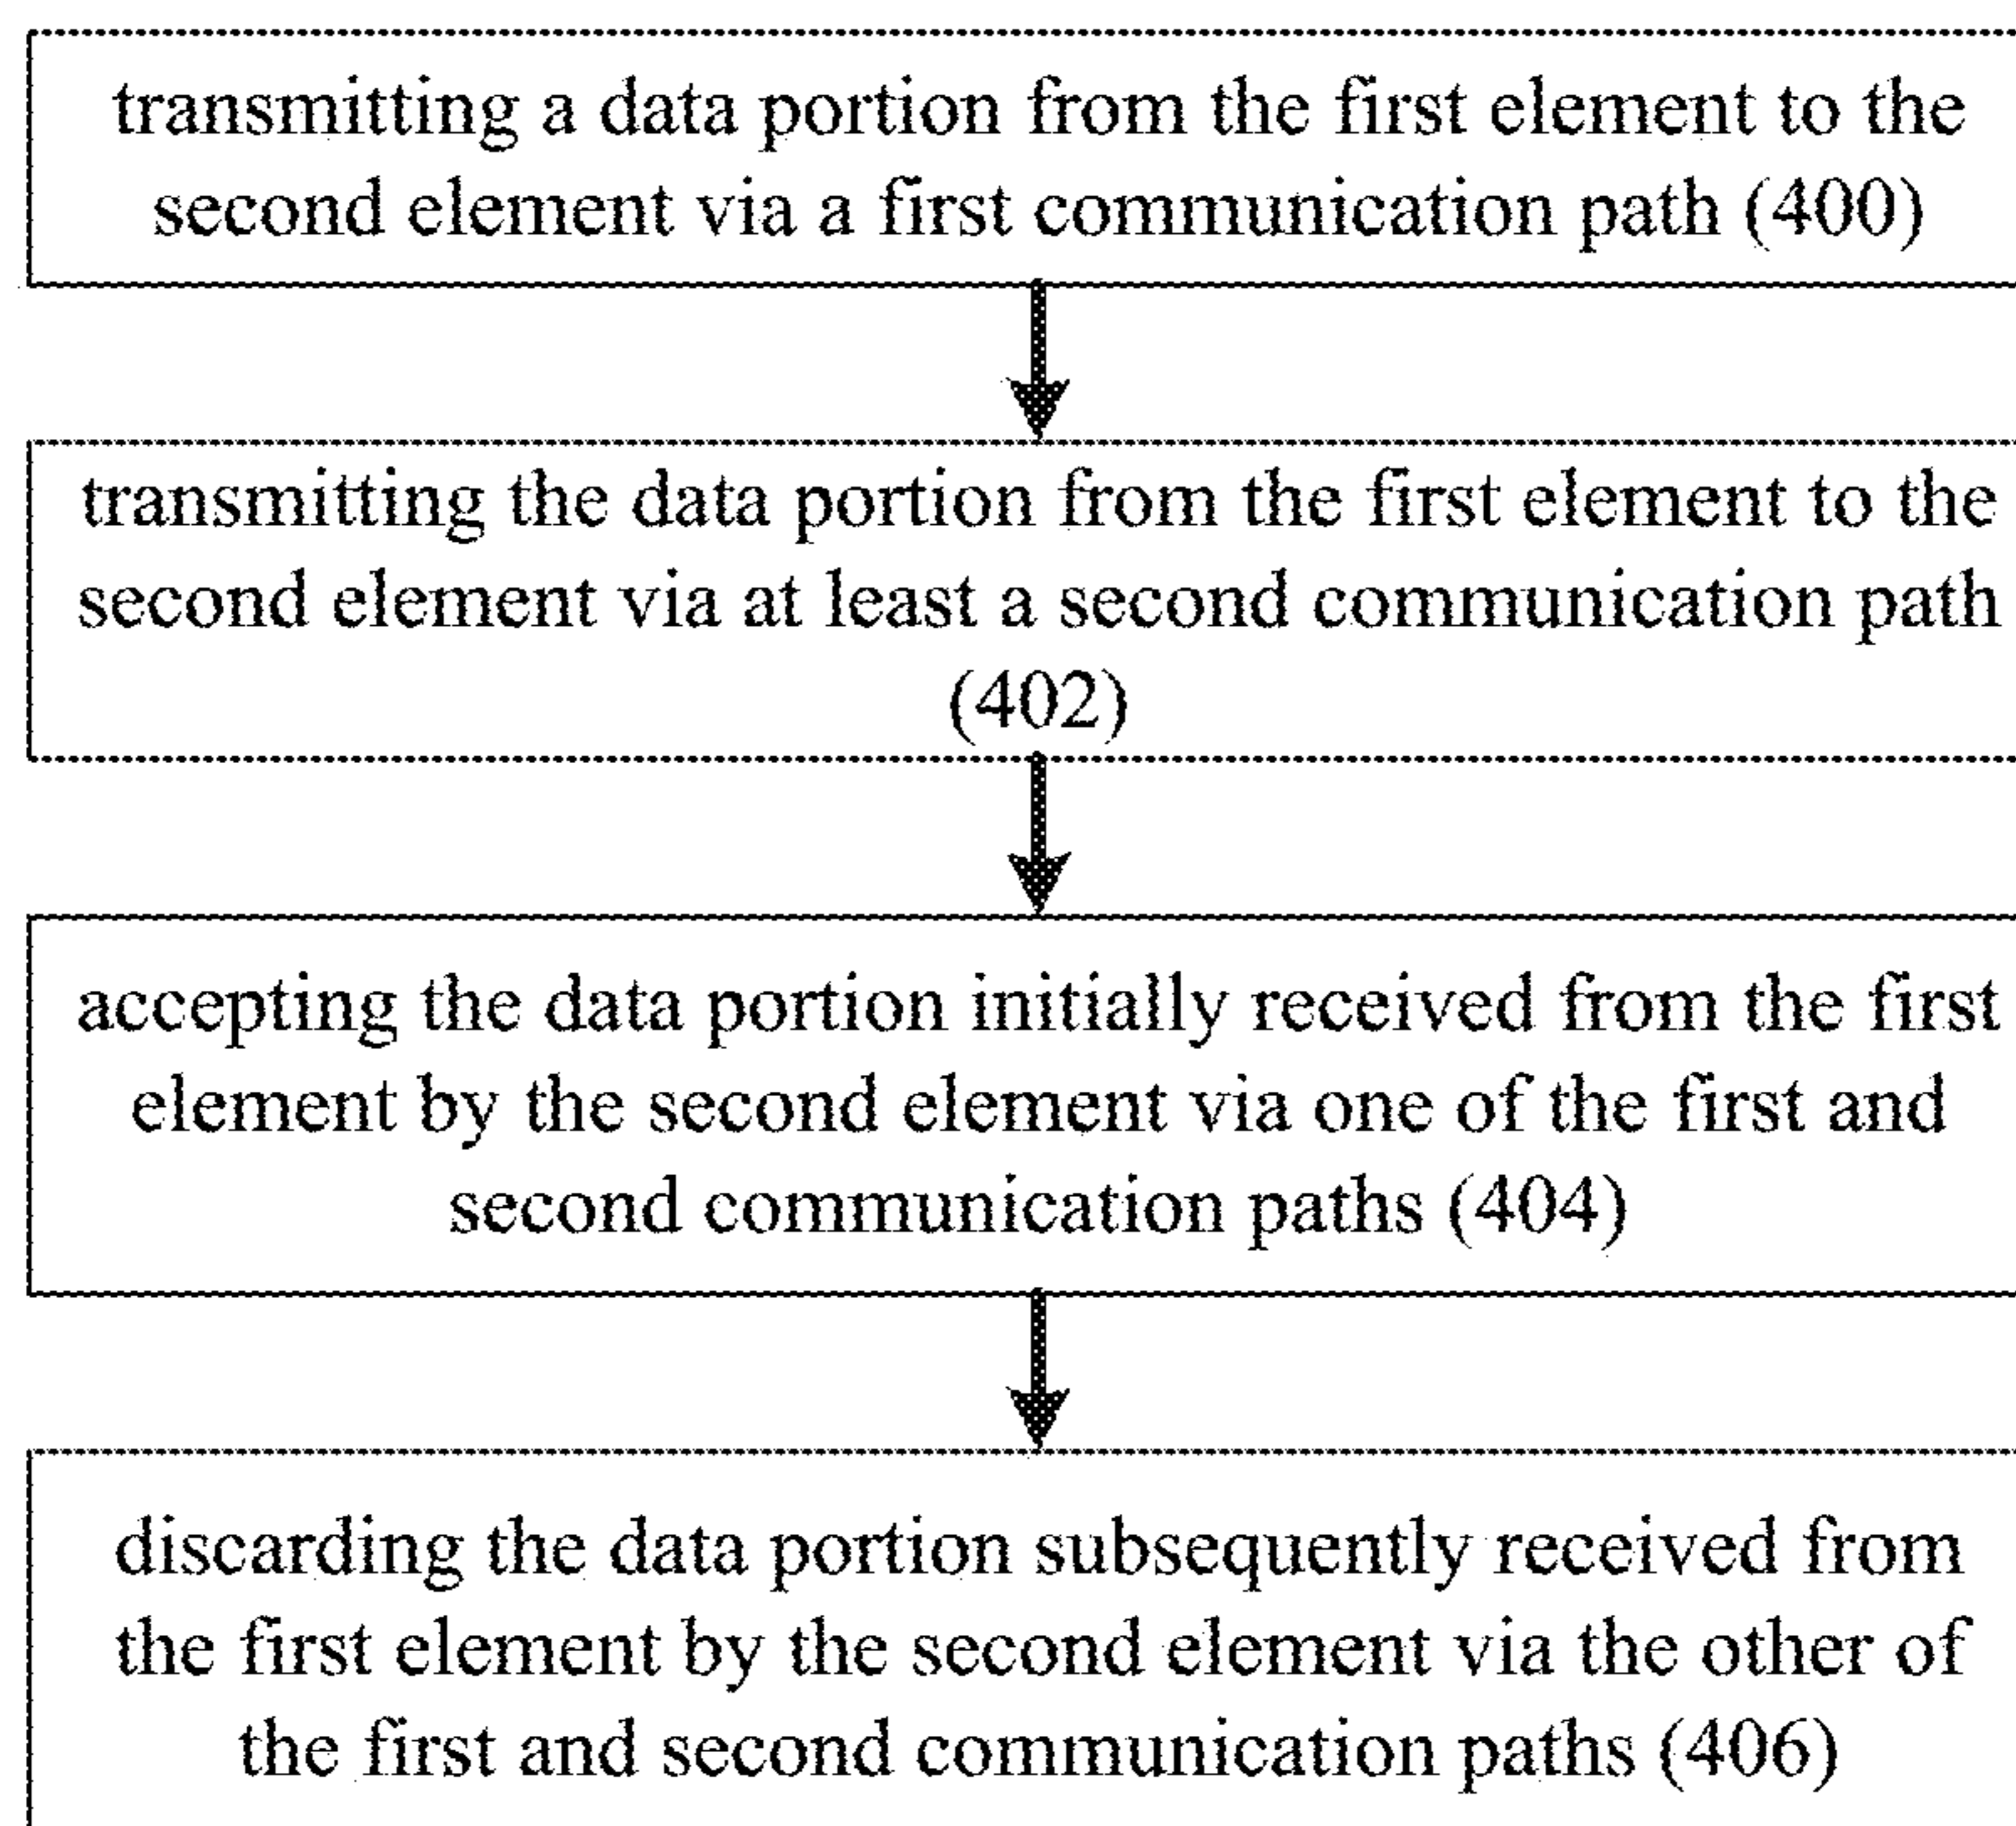 transmitting a data portion from the first element to the
second element via a first communication path (400)
transmitting the data portion from the first element to the
second element via at least a second communication path
(402)
accepting the data portion initially received from the first
element by the second element via one of the first and
second communication paths (404)
discarding the data portion subsequently received from
the first element by the second element via the other of
the first and second communication paths (406)